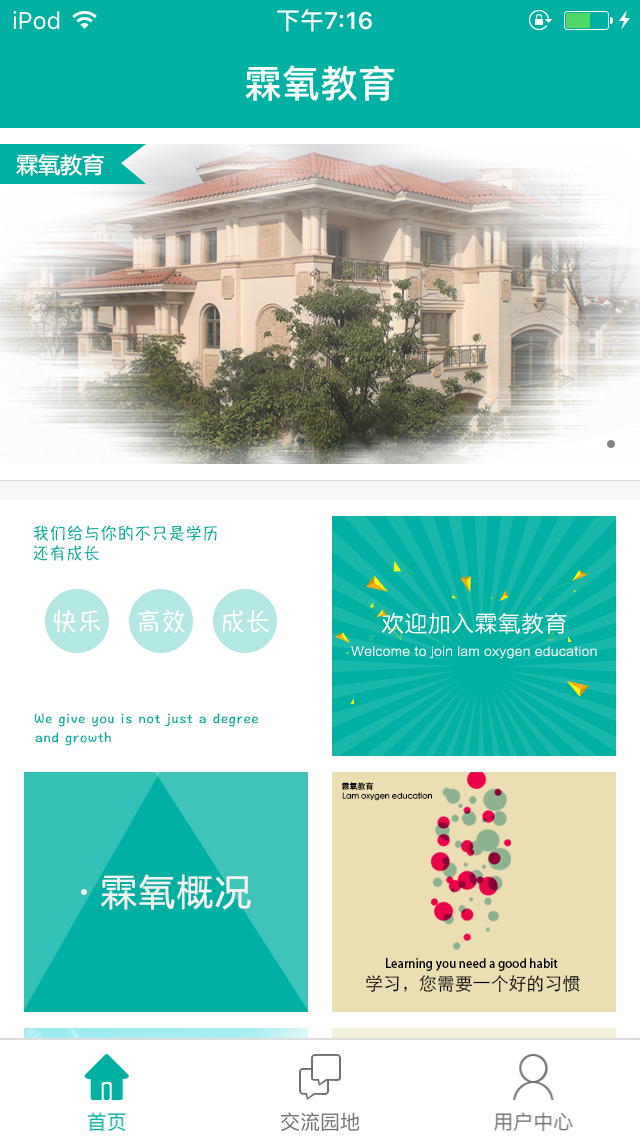 iPod 下午7:16
霖氧教育
霖氧教育
我们给与你的不只是学历
还有成长
快乐 高效 成长
We give you is not just a degree
and growth
欢迎加入霖氧教育
Welcome to join lam oxygen education
·霖氧概况
霖氧教育
Lam oxygen education
Learning you need a good habit
学习，您需要一个好的习惯
首页 交流园地 用户中心